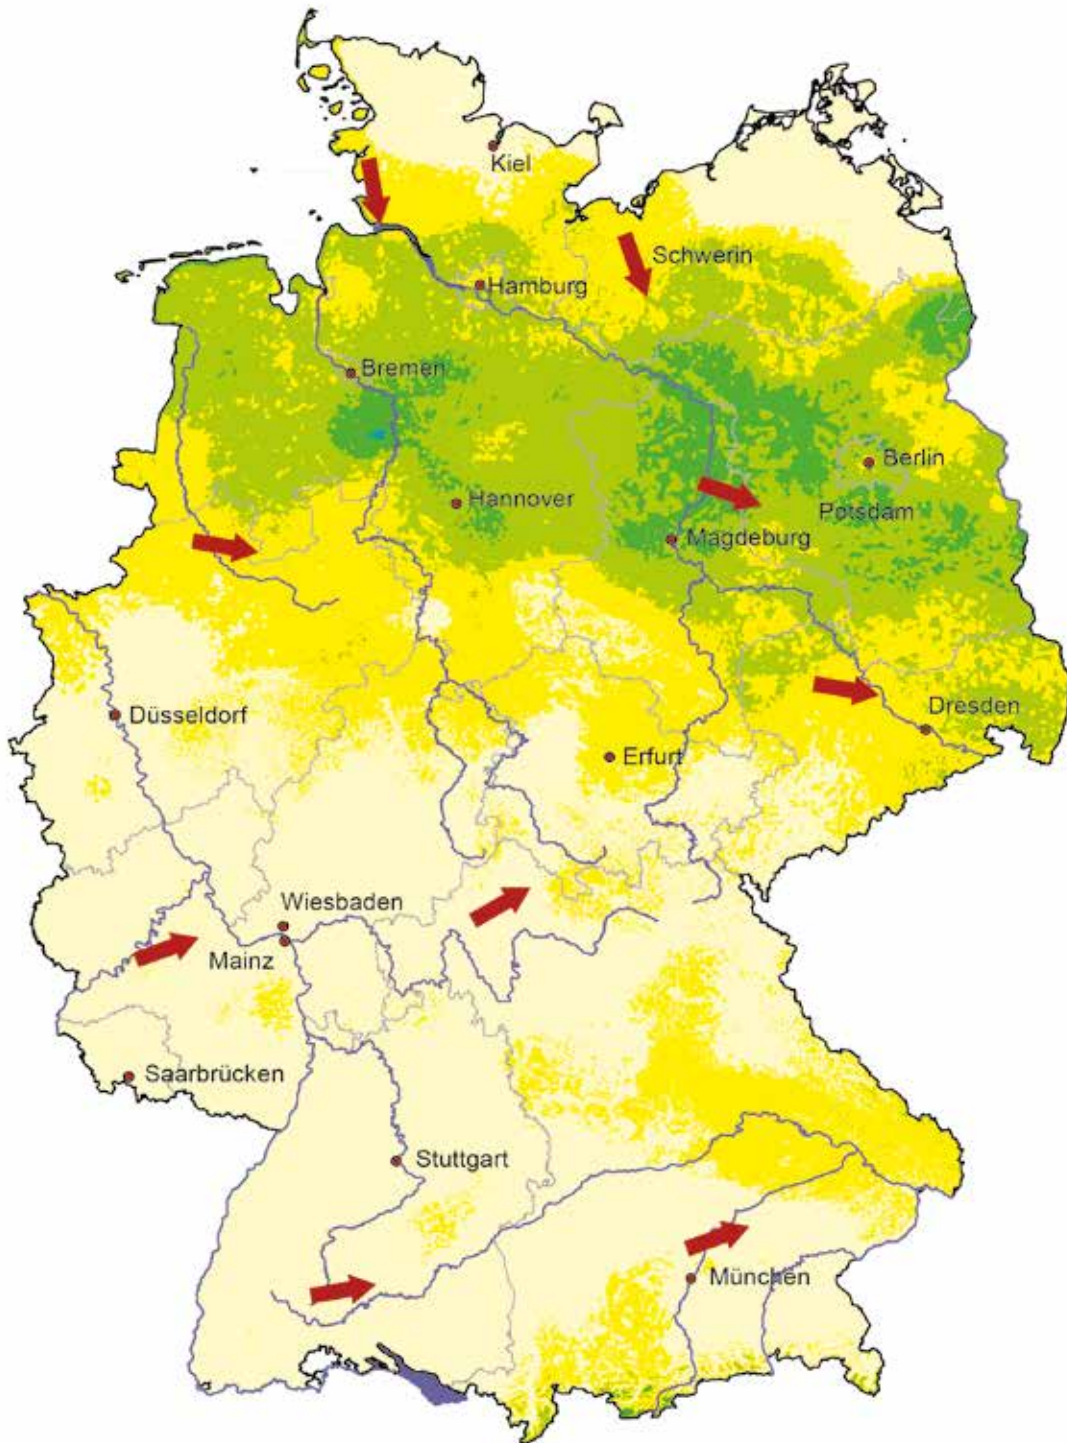 Kiel
Schwerin
Hamburg
Bremen
Berlin
Hannover
Potsdam
Magdeburg
Düsseldorf
Dresden
Erfurt
Wiesbaden
Mainz
Saarbrücken
Stuttgart
München